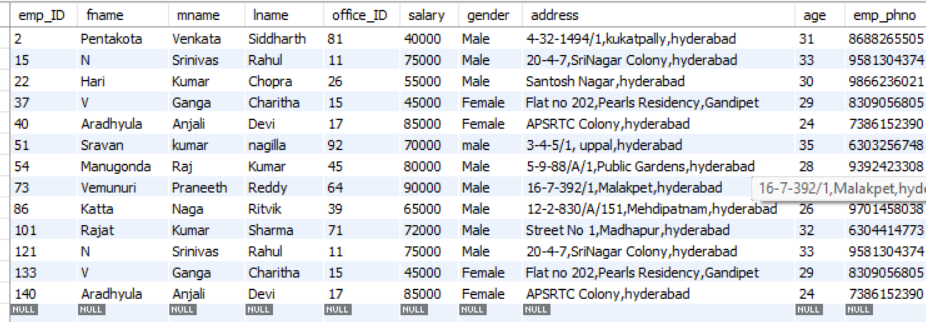 emp_ID fname mname lname office_ID salary gender address age emp_phno
2 Pentakota Venkata Siddharth 81 40000 Male 4-32-1494/1,kukatpally,hyderabad 31 8688265505
15 N Srinivas Rahul 11 75000 Male 20-4-7,SriNagar Colony,hyderabad 33 9581304374
22 Hari Kumar Chopra 26 55000 Male Santosh Nagar,hyderabad 30 9866236021
37 V Ganga Charitha 15 45000 Female Flat no 202,Pearls Residency,Gandipet 29 8309056805
40 Aradhyula Anjali Devi 17 85000 Female APSRTC Colony,hyderabad 24 7386152390
51 Sravan kumar nagilla 92 70000 male 3-4-5/1, uppal,hyderabad 35 6303256748
54 Manugonda Raj Kumar 45 80000 Male 5-9-88/A/1,Public Gardens,hyderabad 28 9392423308
73 Vemunuri Praneeth Reddy 64 90000 Male 16-7-392/1,Malakpet,hyderabad 16-7-392/1,Malakpet,hyde
86 Katta Naga Ritvik 39 65000 Male 12-2-830/A/151,Mehdipatnam,hyderabad 26 9701458038
101 Rajat Kumar Sharma 71 72000 Male Street No 1,Madhapur,hyderabad 32 6304414773
121 N Srinivas Rahul 11 75000 Male 20-4-7,SriNagar Colony,hyderabad 33 9581304374
133 V Ganga Charitha 15 45000 Female Flat no 202,Pearls Residency,Gandipet 29 8309056805
140 Aradhyula Anjali Devi 17 85000 Female APSRTC Colony,hyderabad 24 7386152390
NULL NULL NULL NULL NULL NULL NULL NULL NULL NULL